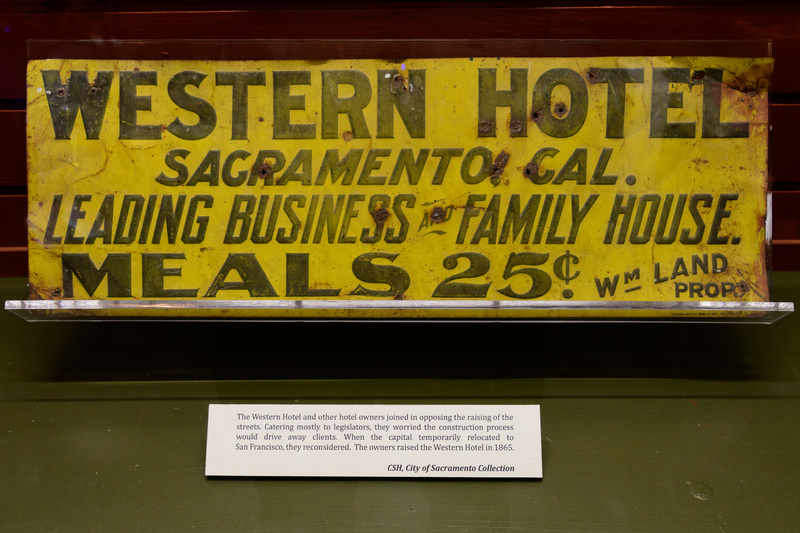 WESTERN HOTEL
SACRAMENTO, CAL.
LEADING BUSINESS AND FAMILY HOUSE.
MEALS 25¢ WM LAND
PROP.
The Western Hotel and other hotel owners joined in opposing the raising of the
streets. Catering mostly to legislators, they worried the construction process
would drive away clients. When the capital temporarily relocated to
San Francisco, they reconsidered. The owners raised the Western Hotel in 1865.
CSH, City of Sacramento Collection